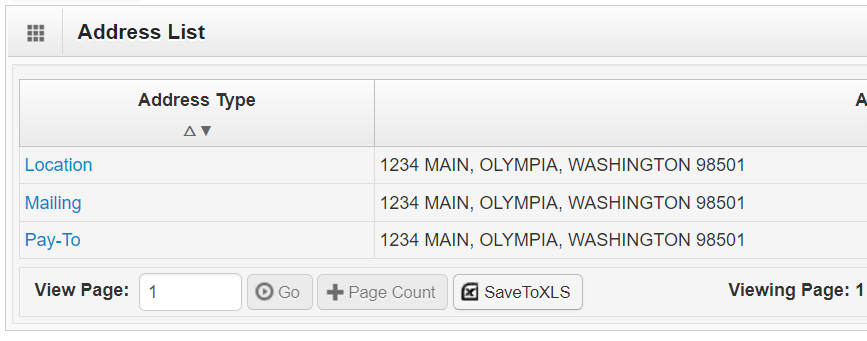 Address List
Address Type
A
Location 1234 MAIN, OLYMPIA, WASHINGTON 98501
Mailing 1234 MAIN, OLYMPIA, WASHINGTON 98501
Pay-To 1234 MAIN, OLYMPIA, WASHINGTON 98501
View Page: 1 Go Page Count SaveToXLS Viewing Page: 1